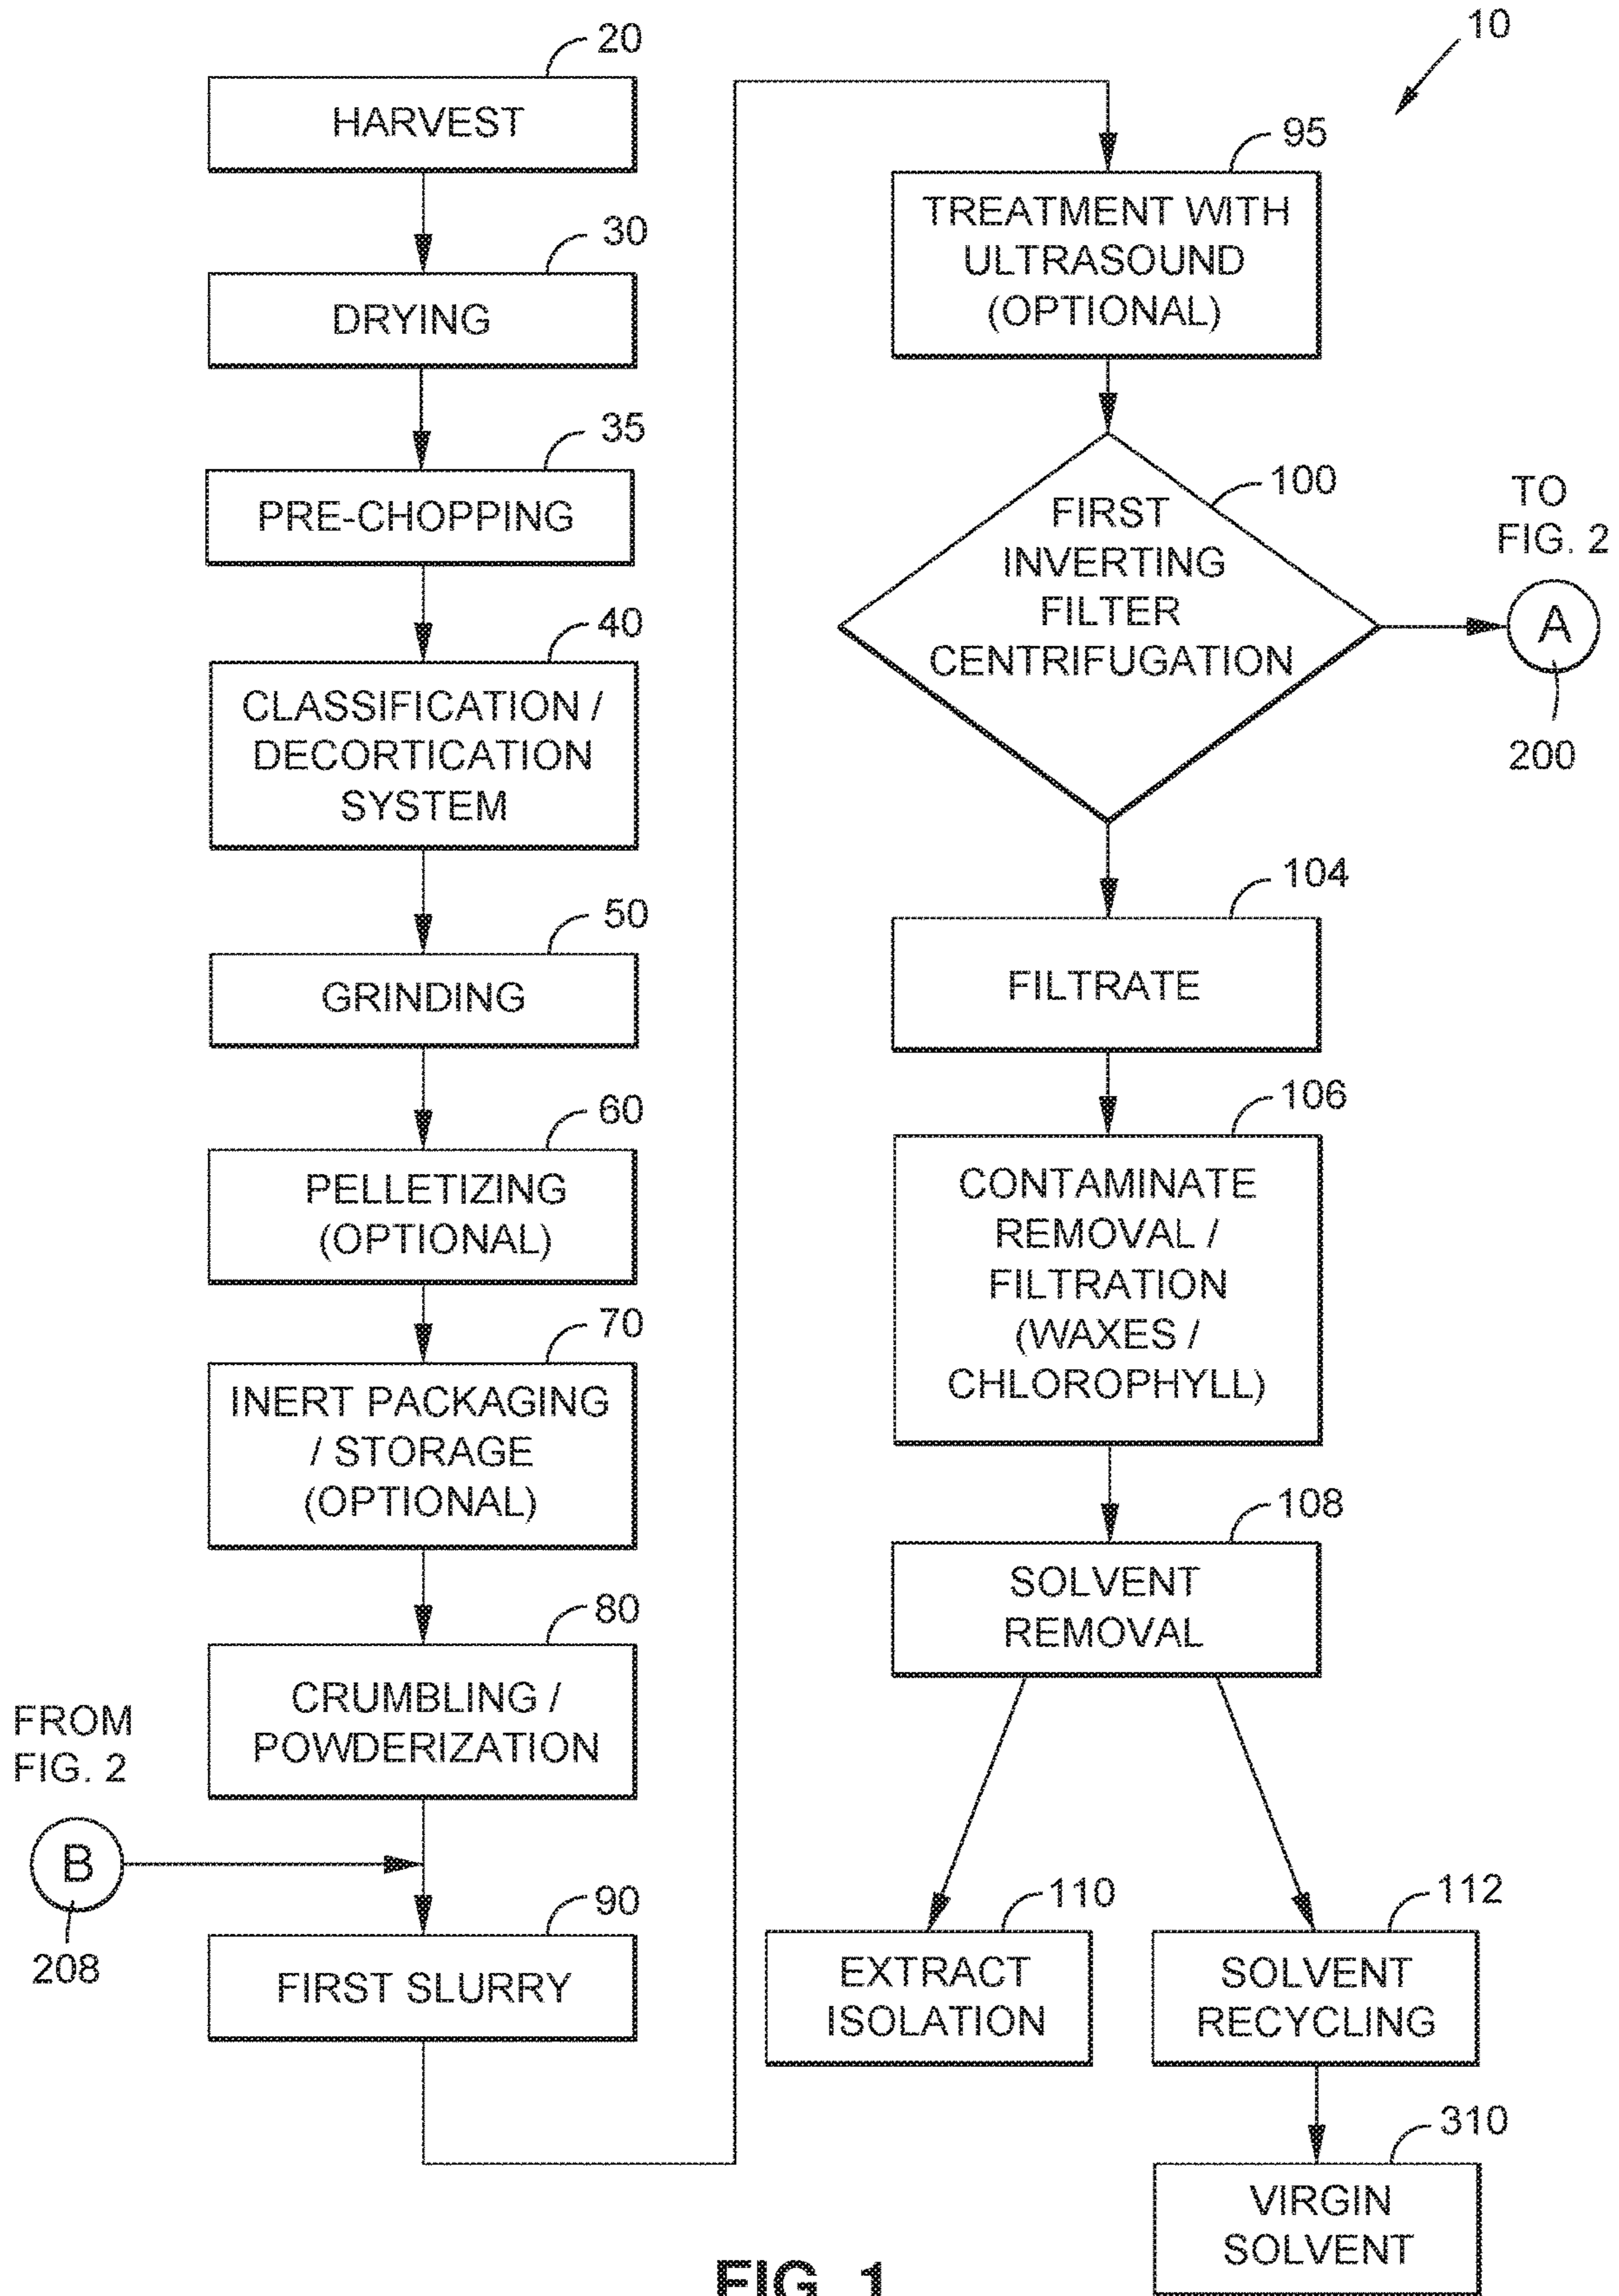 20
HARVEST
30
DRYING
35
PRE-CHOPPING
40
CLASSIFICATION /
DECORTICATION
SYSTEM
50
GRINDING
60
PELLETIZING
(OPTIONAL)
70
INERT PACKAGING
/ STORAGE
(OPTIONAL)
80
CRUMBLING /
POWDERIZATION
FROM
FIG. 2
B
208
90
FIRST SLURRY
10
95
TREATMENT WITH
ULTRASOUND
(OPTIONAL)
100
FIRST
INVERTING
FILTER
CENTRIFUGATION
TO
FIG. 2
A
200
104
FILTRATE
106
CONTAMINATE
REMOVAL /
FILTRATION
(WAXES /
CHLOROPHYLL)
108
SOLVENT
REMOVAL
110
EXTRACT
ISOLATION
112
SOLVENT
RECYCLING
310
VIRGIN
SOLVENT
FIG. 1